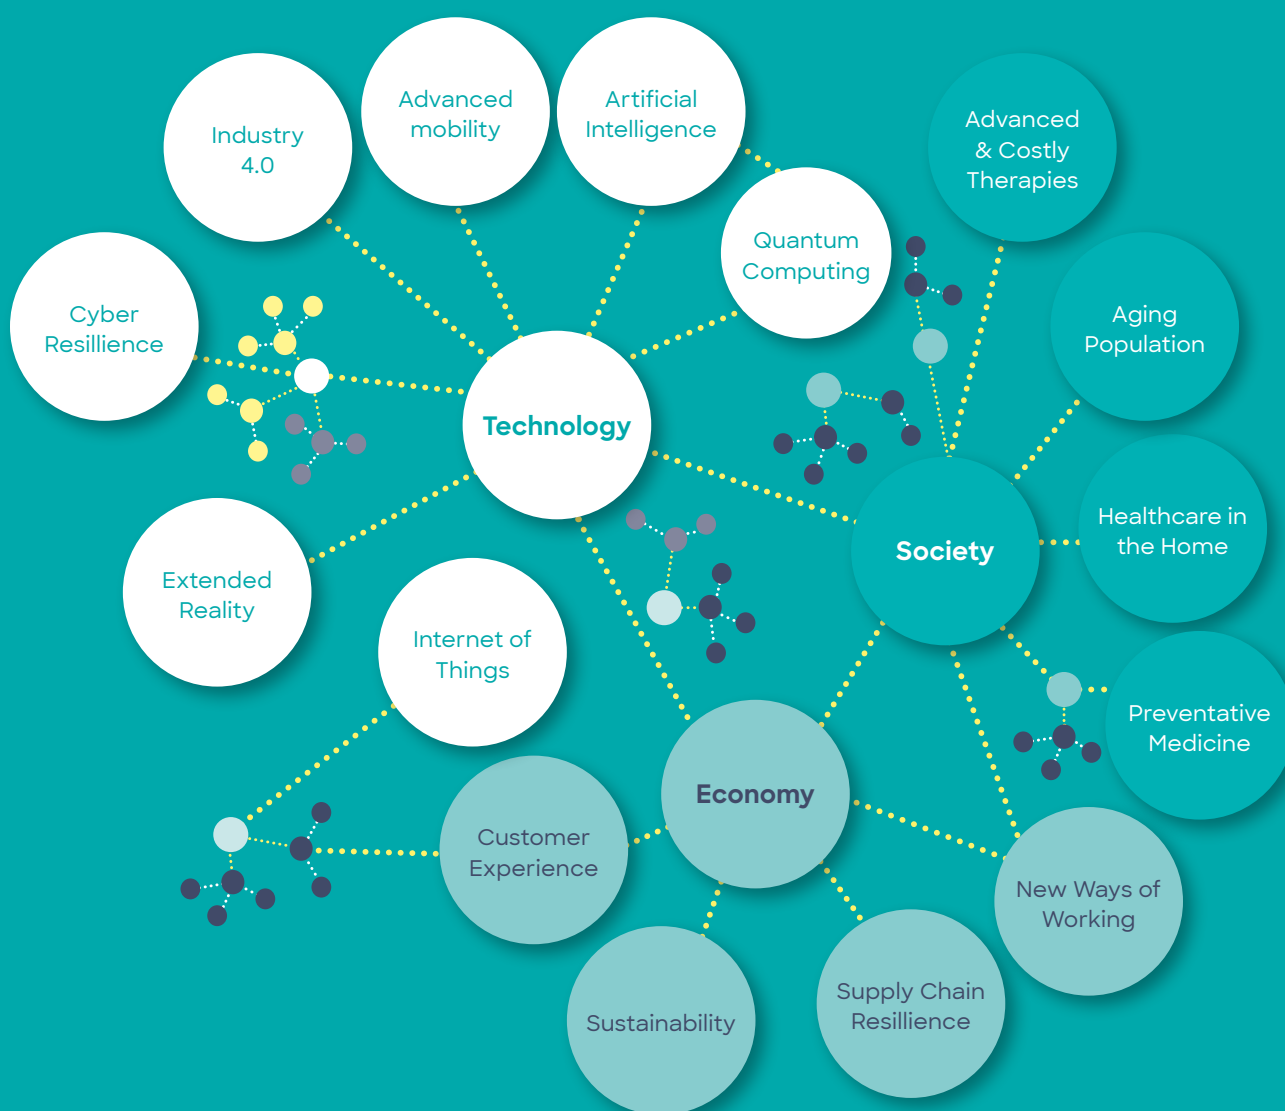 Industry
4.0
Advanced
mobility
Artificial
Intelligence
Advanced
& Costly
Therapies
Quantum
Computing
Cyber
Resillience
Aging
Population
Technology
Healthcare in
the Home
Society
Extended
Reality
Internet of
Things
Preventative
Medicine
Economy
Customer
Experience
New Ways of
Working
Sustainability
Supply Chain
Resillience